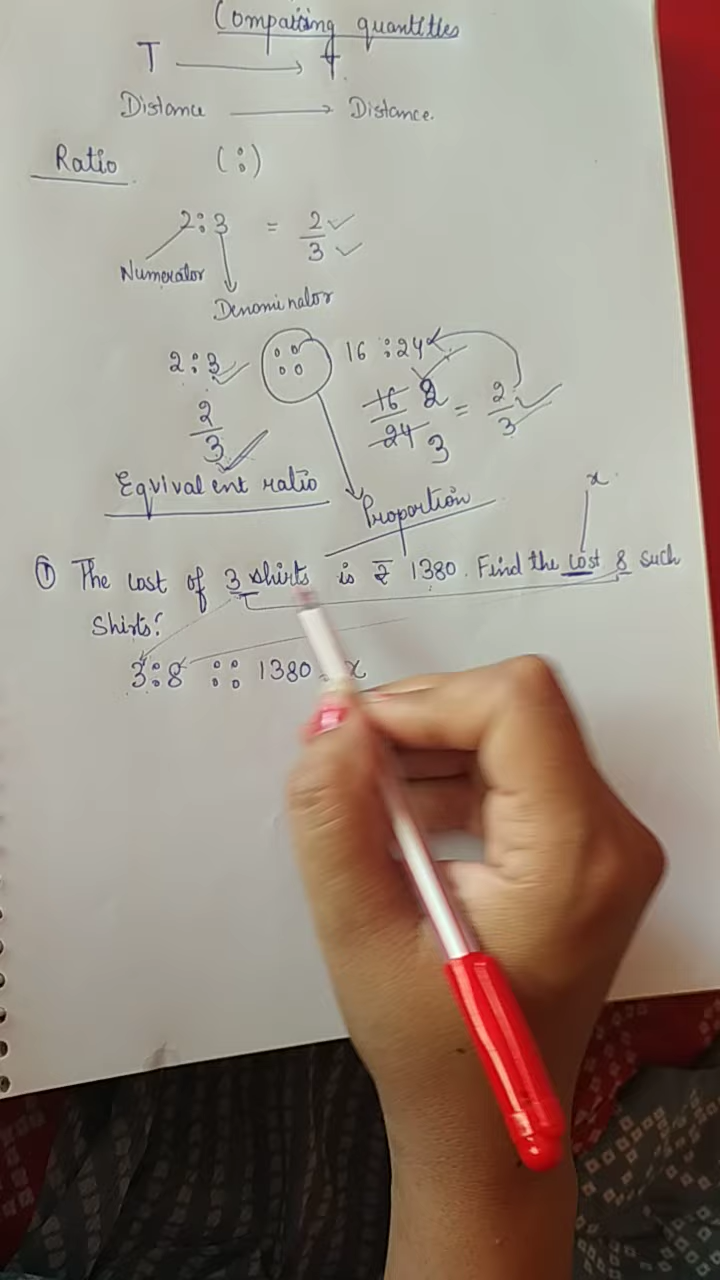 Comparing quantities
T → T
Distance → Distance.
Ratio (:)
2:3 = 2/3
Numerator
Denominator
2:3 :: 16:24
2/3 16/24 2/3 = 2/3
Equivalent ratio
Proportion
x
① The cost of 3 shirts is ₹ 1380. Find the cost 8 such
shirts?
3:8 :: 1380 : x